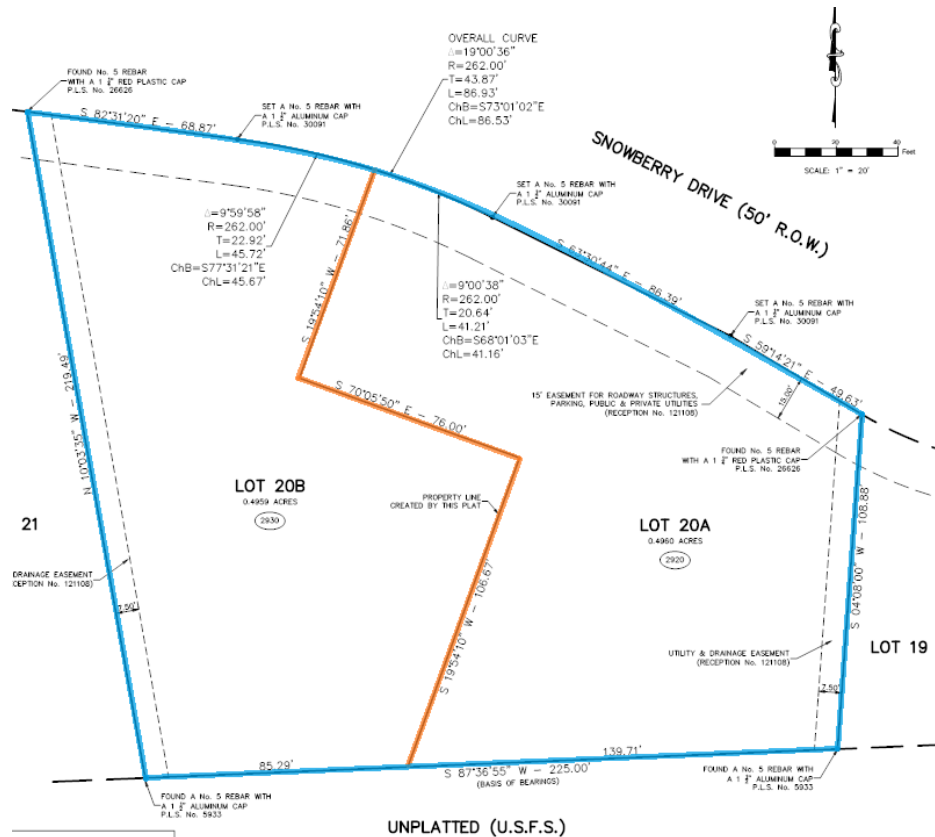 OVERALL CURVE
△=19°00'36"
R=262.00'
T=43.87'
L=86.93'
ChB=S73°01'02"E
ChL=86.53'
FOUND No. 5 REBAR
WITH A 1 ½" RED PLASTIC CAP
P.L.S. No. 26626
S 82°31'20" E - 68.87'
SET A No. 5 REBAR WITH
A 1 ½" ALUMINUM CAP
P.L.S. No. 30091
20
Feet
SCALE: 1" = 20'
SNOWBERRY DRIVE (50' R.O.W.)
SET A No. 5 REBAR WITH
A 1 ½" ALUMINUM CAP
P.L.S. No. 30091
△=9°59'58"
R=262.00'
T=22.92'
L=45.72'
ChB=S77°31'21"E
ChL=45.67'
S 19°54'10" W - 71.86'
S 63°30'44" E - 86.39'
△=9°00'38"
R=262.00'
T=20.64'
L=41.21'
ChB=S68°01'03"E
ChL=41.16'
SET A No. 5 REBAR WITH
A 1 ½" ALUMINUM CAP
P.L.S. No. 30091
S 59°14'21" E - 49.63'
S 70°05'50" E - 76.00'
15' EASEMENT FOR ROADWAY STRUCTURES,
PARKING, PUBLIC & PRIVATE UTILITIES
(RECEPTION No. 121108)
15.00'
FOUND No. 5 REBAR
WITH A 1 ½" RED PLASTIC CAP
P.L.S. No. 26626
N 10°03'35" W - 219.49'
LOT 20B
0.4959 ACRES
2930
PROPERTY LINE
CREATED BY THIS PLAT
LOT 20A
0.4960 ACRES
2920
S 04°08'00" W - 108.88'
21
DRAINAGE EASEMENT
CEPTION No. 121108)
7.50'
S 19°54'10" W - 106.67'
UTILITY & DRAINAGE EASEMENT
(RECEPTION No. 121108)
LOT 19
7.50'
85.29'
139.71'
S 87°36'55" W - 225.00'
(BASIS OF BEARINGS)
FOUND A No. 5 REBAR WITH
A 1 ½" ALUMINUM CAP
P.L.S. No. 5933
FOUND A No. 5 REBAR WITH
A 1 ½" ALUMINUM CAP
P.L.S. No. 5933
UNPLATTED (U.S.F.S.)